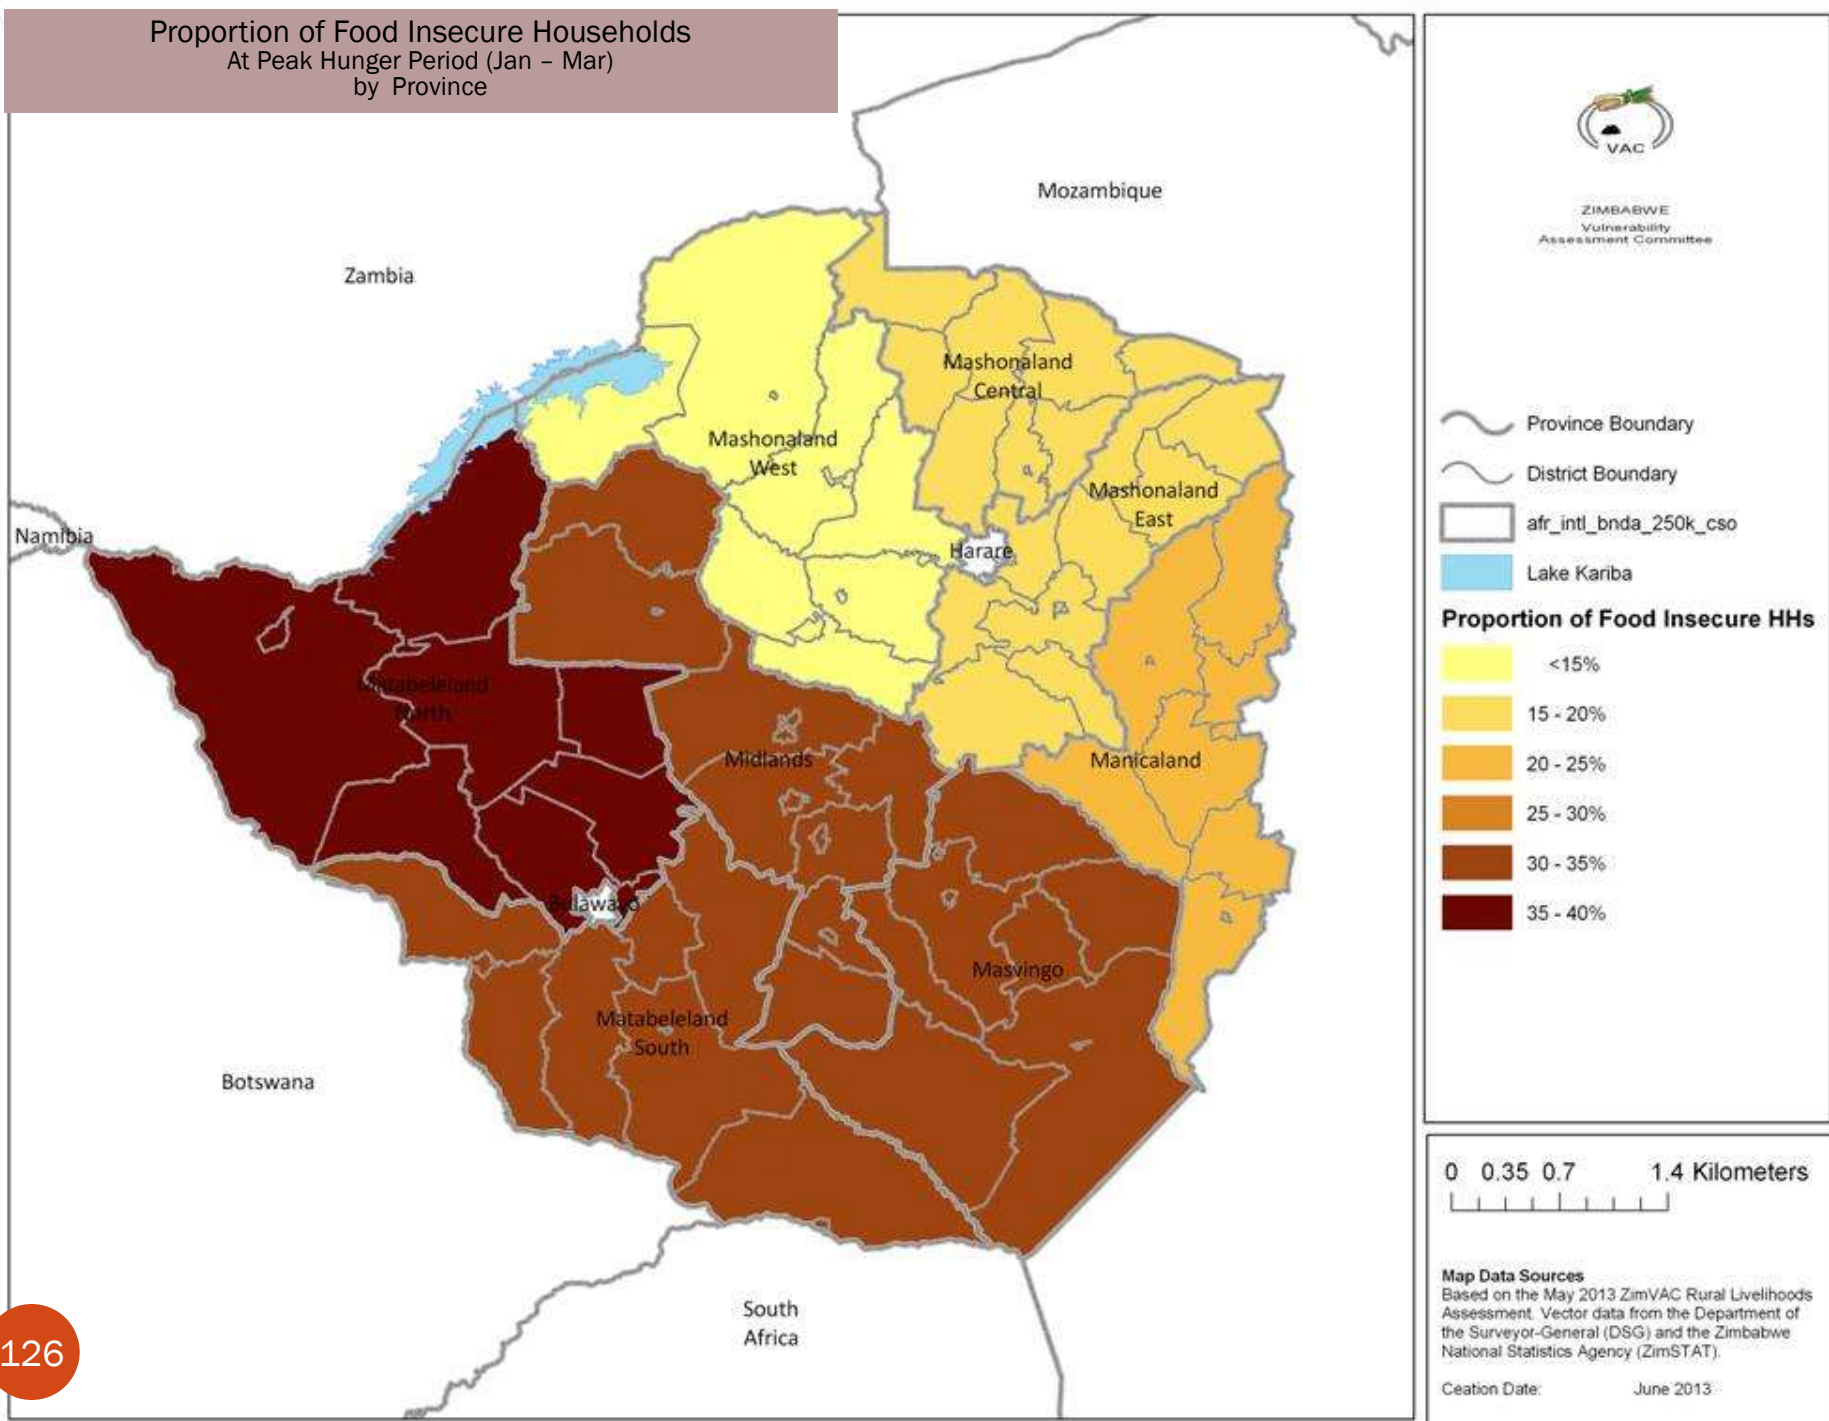 Proportion of Food Insecure Households
At Peak Hunger Period (Jan – Mar)
by Province
Mozambique
Zambia
Mashonaland
Central
Mashonaland
West
Mashonaland
East
Namibia
Harare
Matabeleland
North
Midlands
Manicaland
Bulawayo
Masvingo
Matabeleland
South
Botswana
South
Africa
126
VAC
ZIMBABWE
Vulnerability
Assessment Committee
Province Boundary
District Boundary
afr_intl_bnda_250k_cso
Lake Kariba
Proportion of Food Insecure HHs
<15%
15 - 20%
20 - 25%
25 - 30%
30 - 35%
35 - 40%
0 0.35 0.7 1.4 Kilometers
Map Data Sources
Based on the May 2013 ZimVAC Rural Livelihoods
Assessment. Vector data from the Department of
the Surveyor-General (DSG) and the Zimbabwe
National Statistics Agency (ZimSTAT).
Ceation Date: June 2013